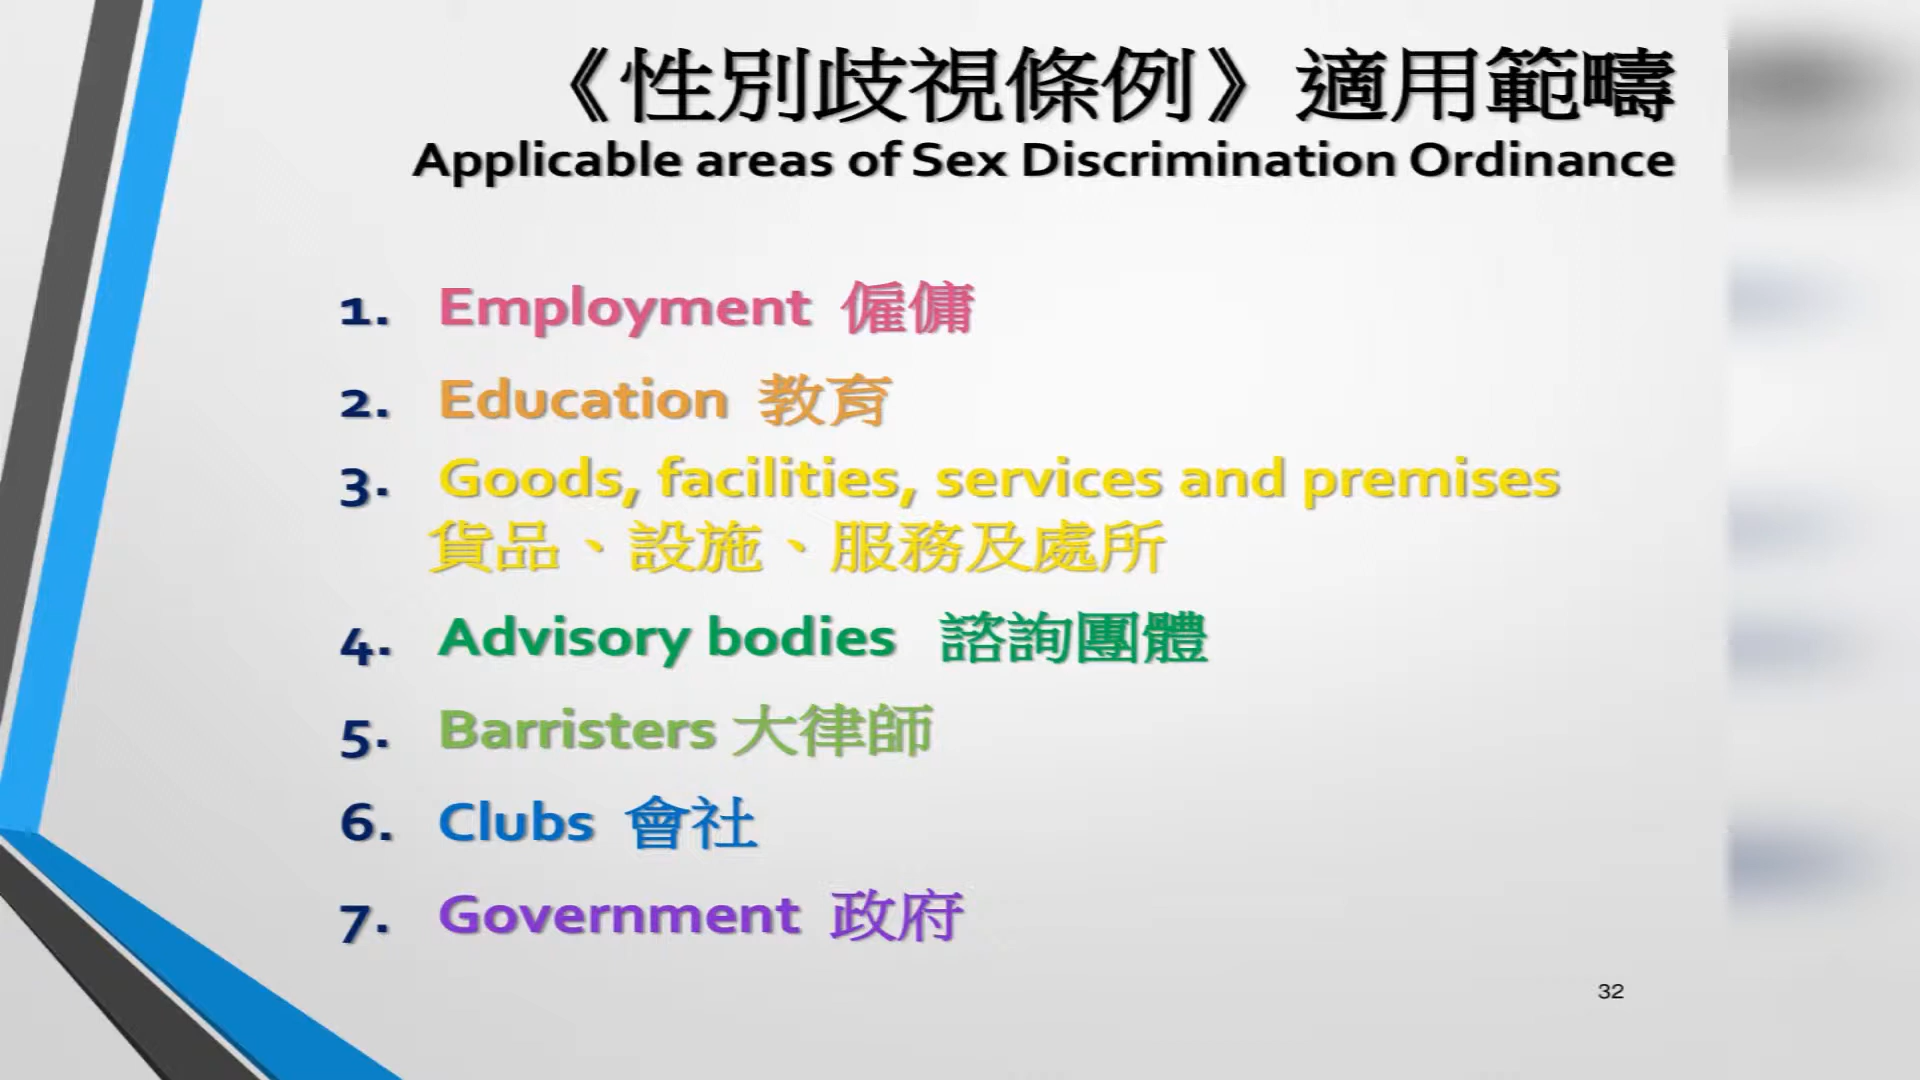 《性別歧視條例》適用範疇
Applicable areas of Sex Discrimination Ordinance
1. Employment 僱傭
2. Education 教育
3. Goods, facilities, services and premises
貨品、設施、服務及處所
4. Advisory bodies 諮詢團體
5. Barristers 大律師
6. Clubs 會社
7. Government 政府
32